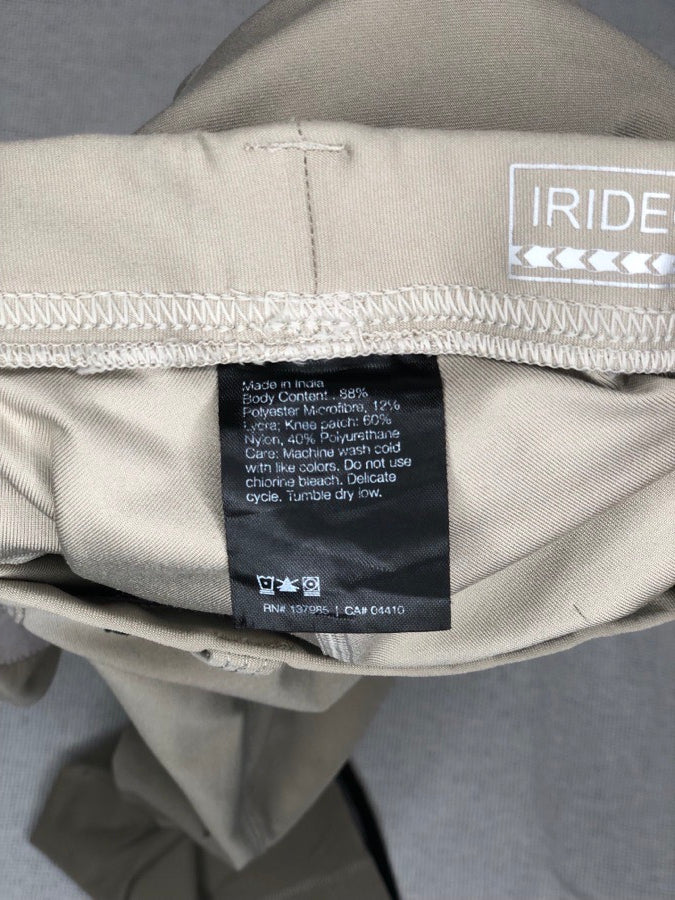 IRIDE
Made in India
Body Content : 88%
Polyester Microfibre, 12%
Lycra; Knee patch: 60%
Nylon, 40% Polyurethane
Care: Machine wash cold
with like colors. Do not use
chlorine bleach. Delicate
cycle. Tumble dry low.
RN# 137985 | CA# 04410